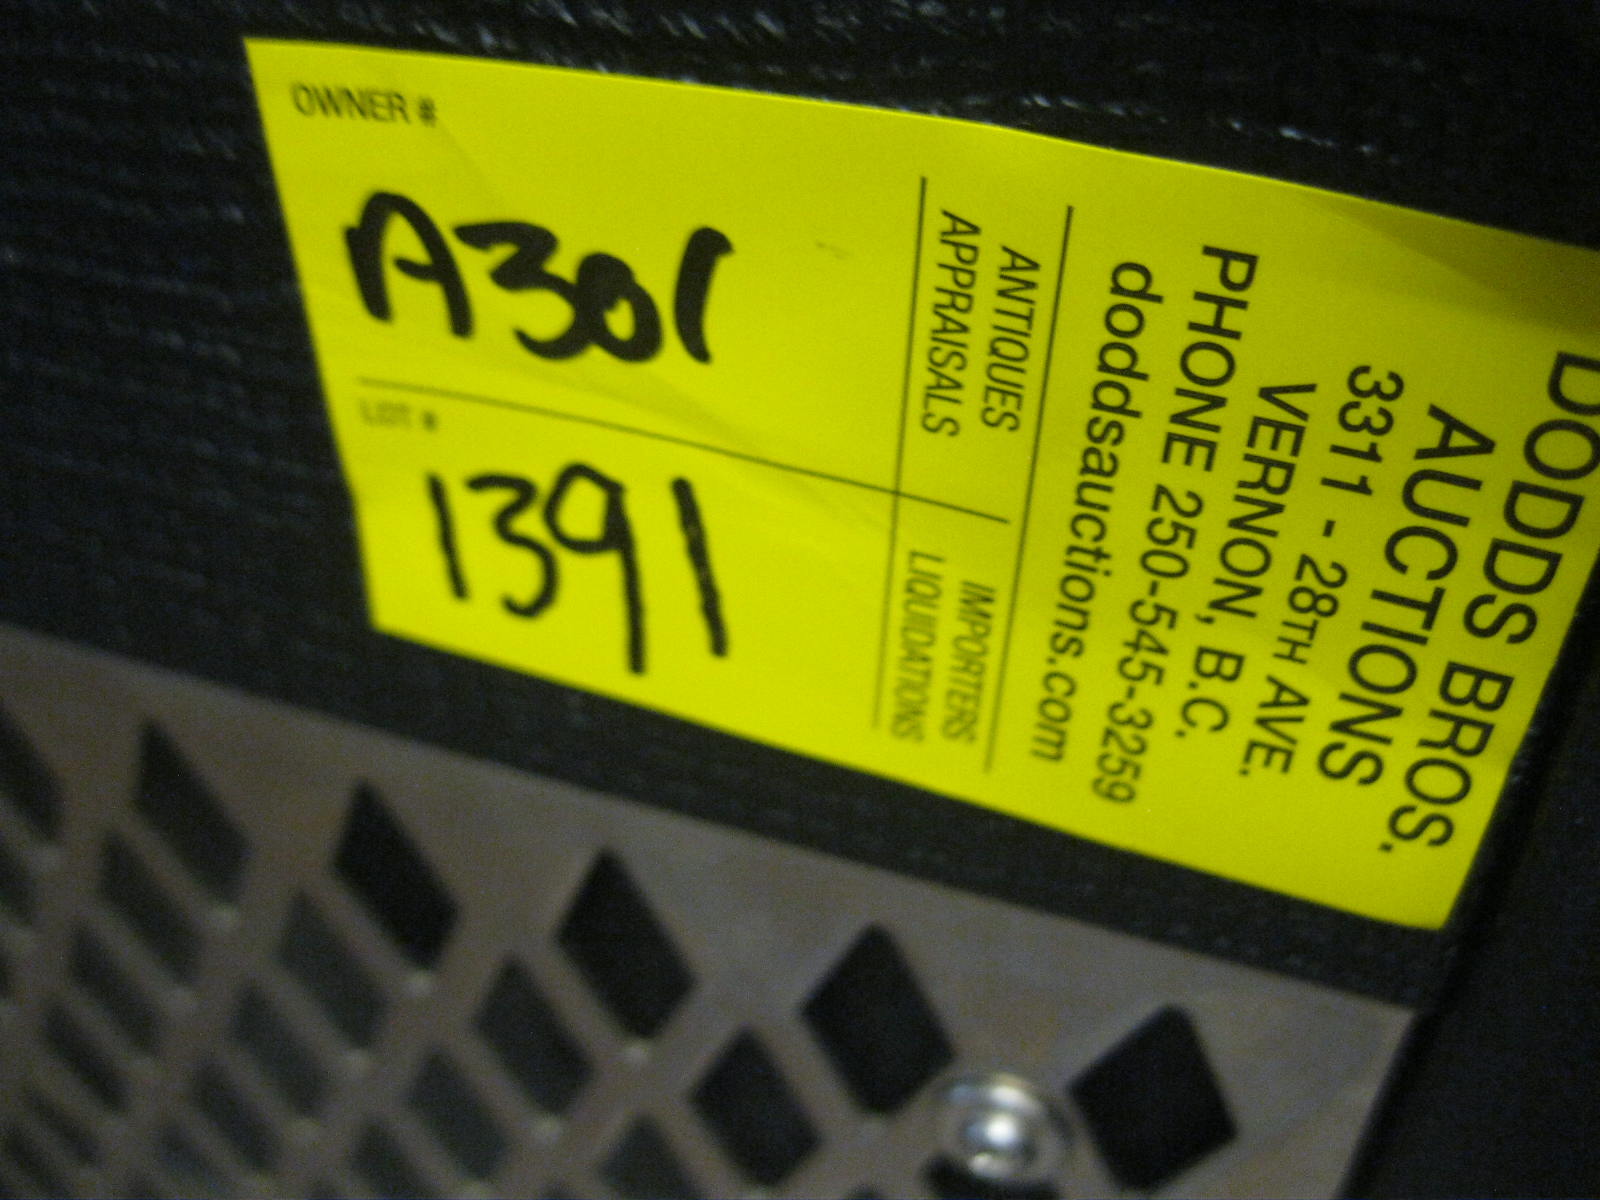 DODDS BROS.
AUCTIONS
3311 - 28TH AVE.
VERNON, B.C.
PHONE 250-545-3259
doddsauctions.com
ANTIQUES
APPRAISALS
IMPORTERS
LIQUIDATIONS
OWNER #
A301
LOT #
1391